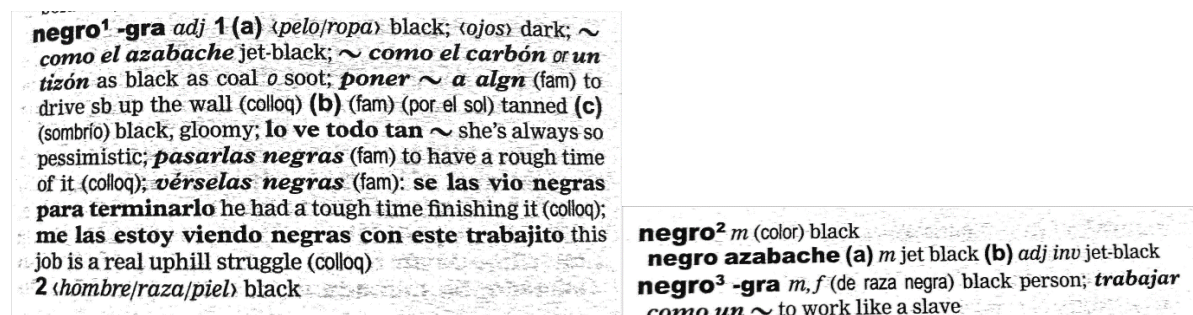 negro¹ -gra adj 1 (a) ‹pelo/ropa› black; ‹ojos› dark; ~
como el azabache jet-black; ~ como el carbón or un
tizón as black as coal o soot; poner ~ a algn (fam) to
drive sb up the wall (colloq) (b) (fam) (por el sol) tanned (c)
(sombrío) black, gloomy; lo ve todo tan ~ she's always so
pessimistic; pasarlas negras (fam) to have a rough time
of it (colloq); vérselas negras (fam): se las vio negras
para terminarlo he had a tough time finishing it (colloq);
me las estoy viendo negras con este trabajito this
job is a real uphill struggle (colloq)
2 ‹hombre/raza/piel› black
negro² m (color) black
negro azabache (a) m jet black (b) adj inv jet-black
negro³ -gra m, f (de raza negra) black person; trabajar
como un ~ to work like a slave